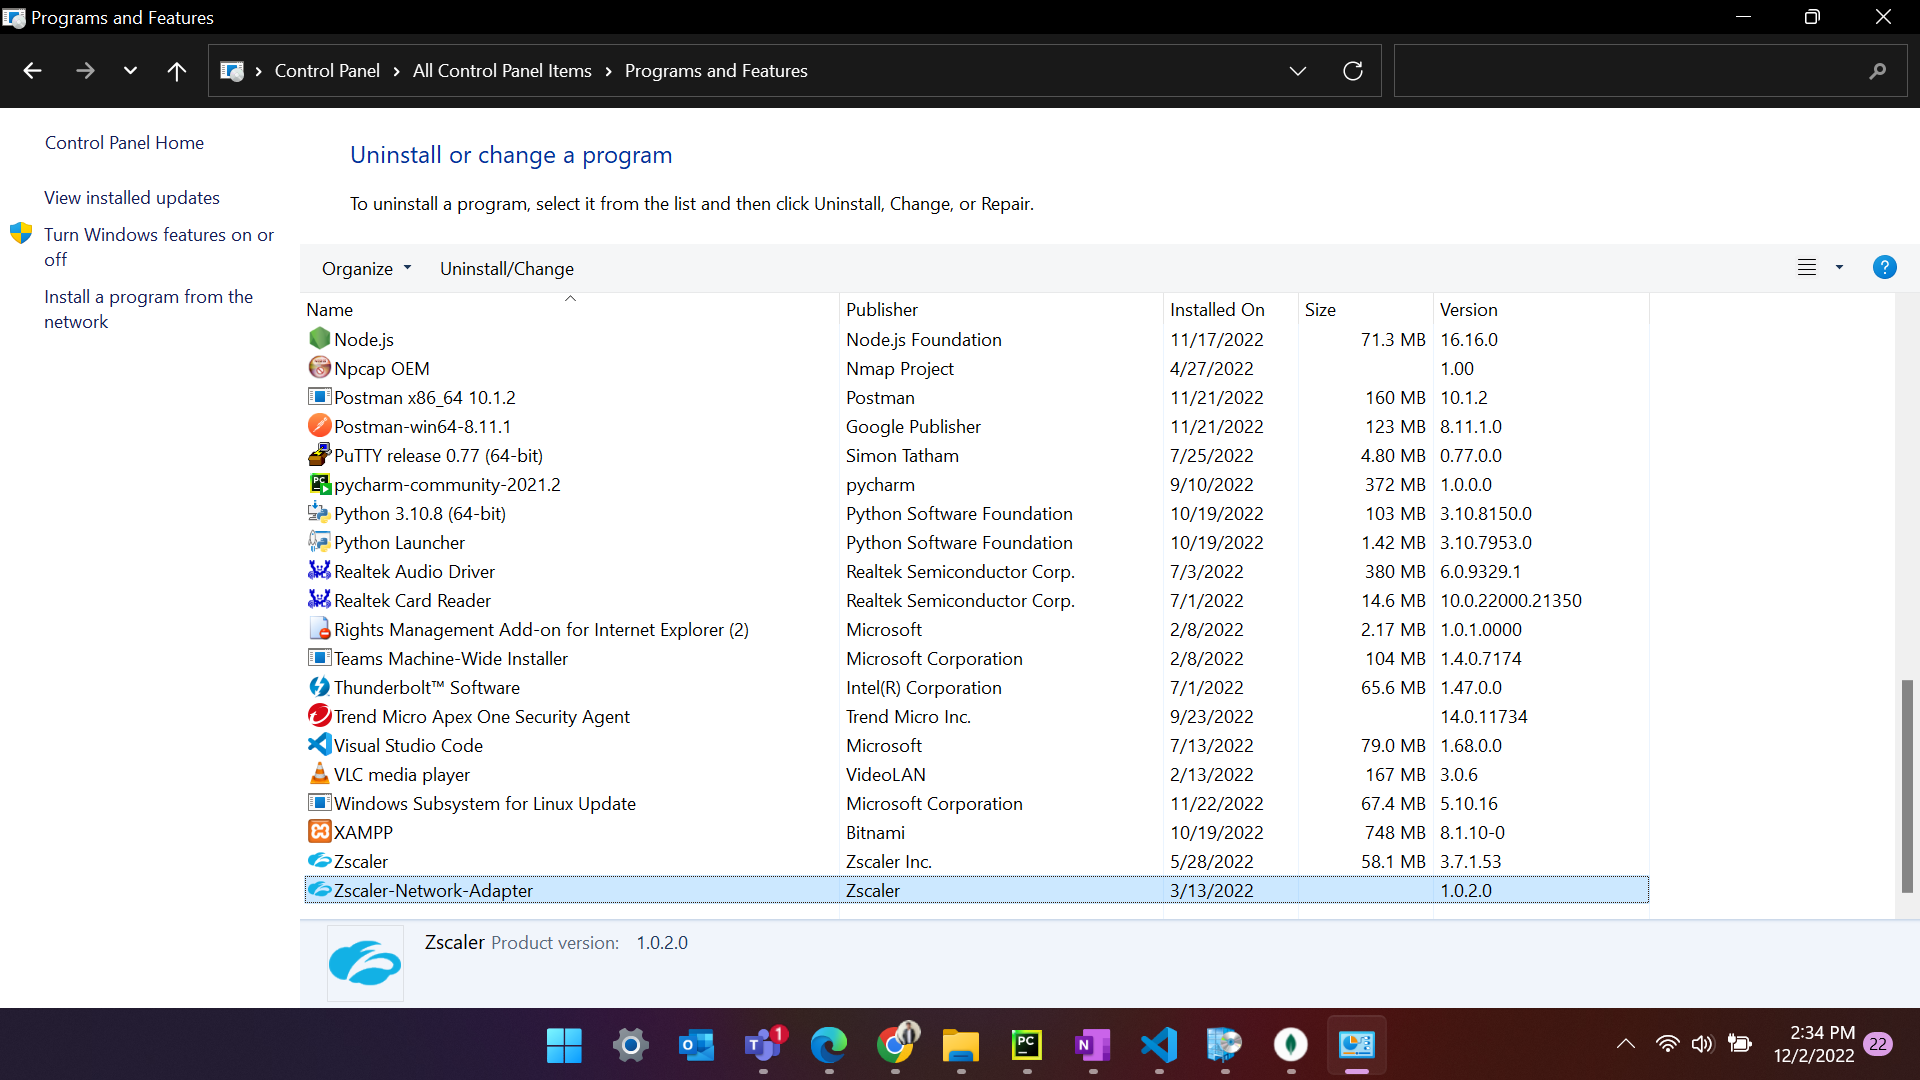 Programs and Features
Control Panel > All Control Panel Items > Programs and Features
Control Panel Home
View installed updates
Turn Windows features on or
off
Install a program from the
network
Uninstall or change a program
To uninstall a program, select it from the list and then click Uninstall, Change, or Repair.
Organize Uninstall/Change
Name Publisher Installed On Size Version
Node.js Node.js Foundation 11/17/2022 71.3 MB 16.16.0
Npcap OEM Nmap Project 4/27/2022 1.00
Postman x86_64 10.1.2 Postman 11/21/2022 160 MB 10.1.2
Postman-win64-8.11.1 Google Publisher 11/21/2022 123 MB 8.11.1.0
PuTTY release 0.77 (64-bit) Simon Tatham 7/25/2022 4.80 MB 0.77.0.0
pycharm-community-2021.2 pycharm 9/10/2022 372 MB 1.0.0.0
Python 3.10.8 (64-bit) Python Software Foundation 10/19/2022 103 MB 3.10.8150.0
Python Launcher Python Software Foundation 10/19/2022 1.42 MB 3.10.7953.0
Realtek Audio Driver Realtek Semiconductor Corp. 7/3/2022 380 MB 6.0.9329.1
Realtek Card Reader Realtek Semiconductor Corp. 7/1/2022 14.6 MB 10.0.22000.21350
Rights Management Add-on for Internet Explorer (2) Microsoft 2/8/2022 2.17 MB 1.0.1.0000
Teams Machine-Wide Installer Microsoft Corporation 2/8/2022 104 MB 1.4.0.7174
Thunderbolt™ Software Intel(R) Corporation 7/1/2022 65.6 MB 1.47.0.0
Trend Micro Apex One Security Agent Trend Micro Inc. 9/23/2022 14.0.11734
Visual Studio Code Microsoft 7/13/2022 79.0 MB 1.68.0.0
VLC media player VideoLAN 2/13/2022 167 MB 3.0.6
Windows Subsystem for Linux Update Microsoft Corporation 11/22/2022 67.4 MB 5.10.16
XAMPP Bitnami 10/19/2022 748 MB 8.1.10-0
Zscaler Zscaler Inc. 5/28/2022 58.1 MB 3.7.1.53
Zscaler-Network-Adapter Zscaler 3/13/2022 1.0.2.0
Zscaler Product version: 1.0.2.0
2:34 PM
12/2/2022
22